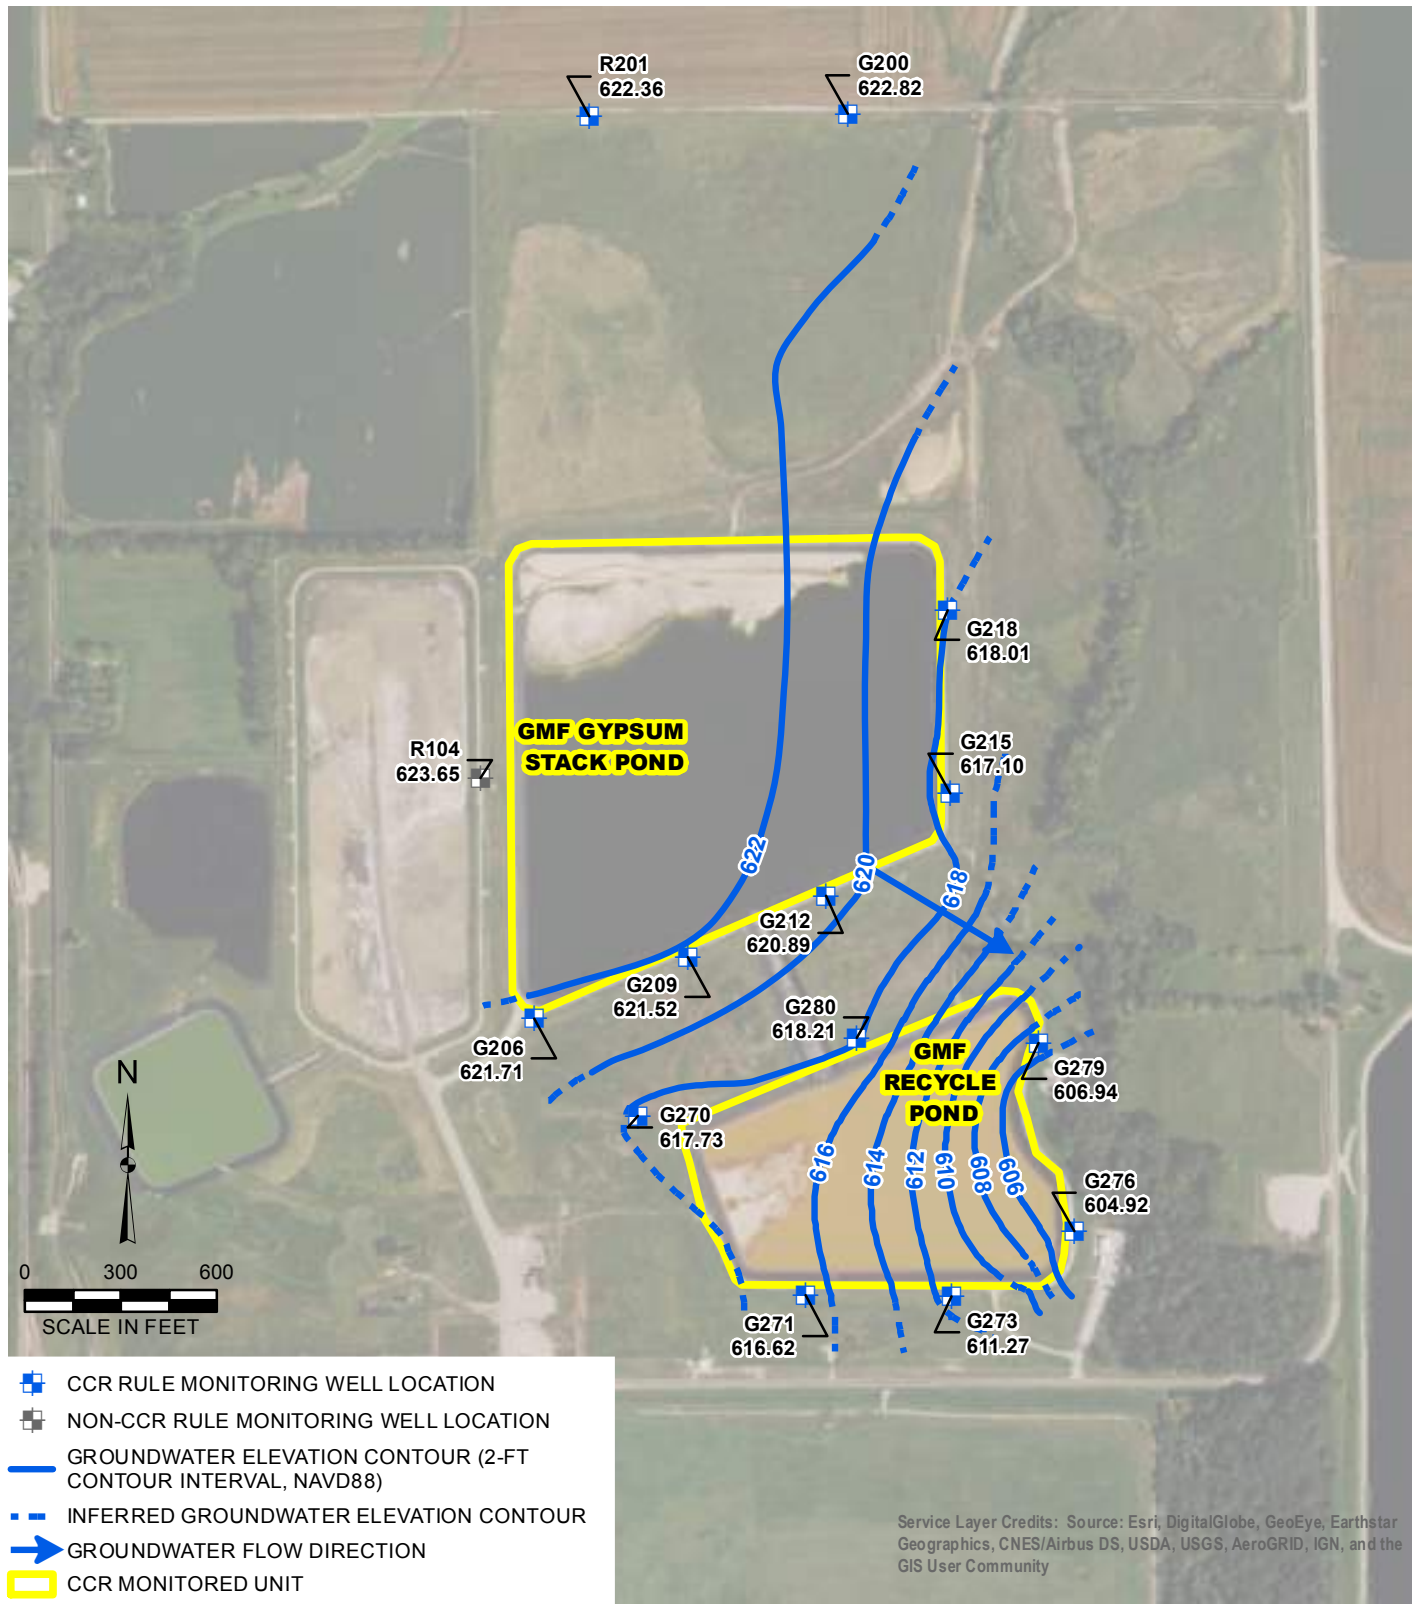 R201
622.36
G200
622.82
G218
618.01
G215
617.10
R104
623.65
GMF GYPSUM
STACK POND
622
620
618
G212
620.89
G209
621.52
G206
621.71
G280
618.21
G270
617.73
GMF
RECYCLE
POND
G279
606.94
616
614
612
610
608
606
G276
604.92
G271
616.62
G273
611.27
N
0 300 600
SCALE IN FEET
CCR RULE MONITORING WELL LOCATION
NON-CCR RULE MONITORING WELL LOCATION
GROUNDWATER ELEVATION CONTOUR (2-FT
CONTOUR INTERVAL, NAVD88)
INFERRED GROUNDWATER ELEVATION CONTOUR
GROUNDWATER FLOW DIRECTION
CCR MONITORED UNIT
Service Layer Credits: Source: Esri, DigitalGlobe, GeoEye, Earthstar
Geographics, CNES/Airbus DS, USDA, USGS, AeroGRID, IGN, and the
GIS User Community